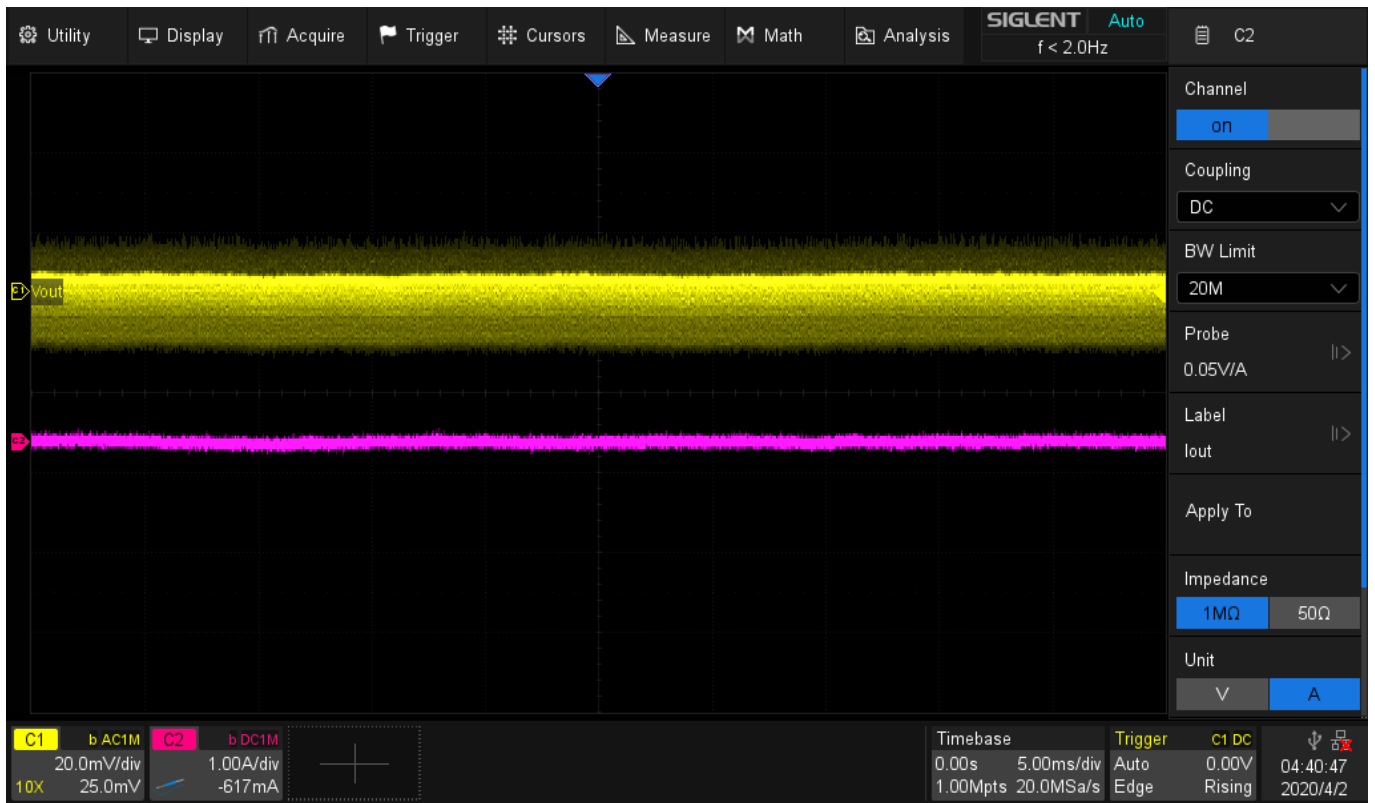 Utility Display Acquire Trigger Cursors Measure Math Analysis SIGLENT Auto C2
f < 2.0Hz
Channel
on
Coupling
DC
BW Limit
20M
Probe
0.05V/A
Label
Iout
Apply To
Impedance
1MΩ 50Ω
Unit
V A
C1 Vout
C2
C1 b AC1M C2 b DC1M Timebase Trigger C1 DC
20.0mV/div 1.00A/div 0.00s 5.00ms/div Auto 0.00V 04:40:47
10X 25.0mV -617mA 1.00Mpts 20.0MSa/s Edge Rising 2020/4/2